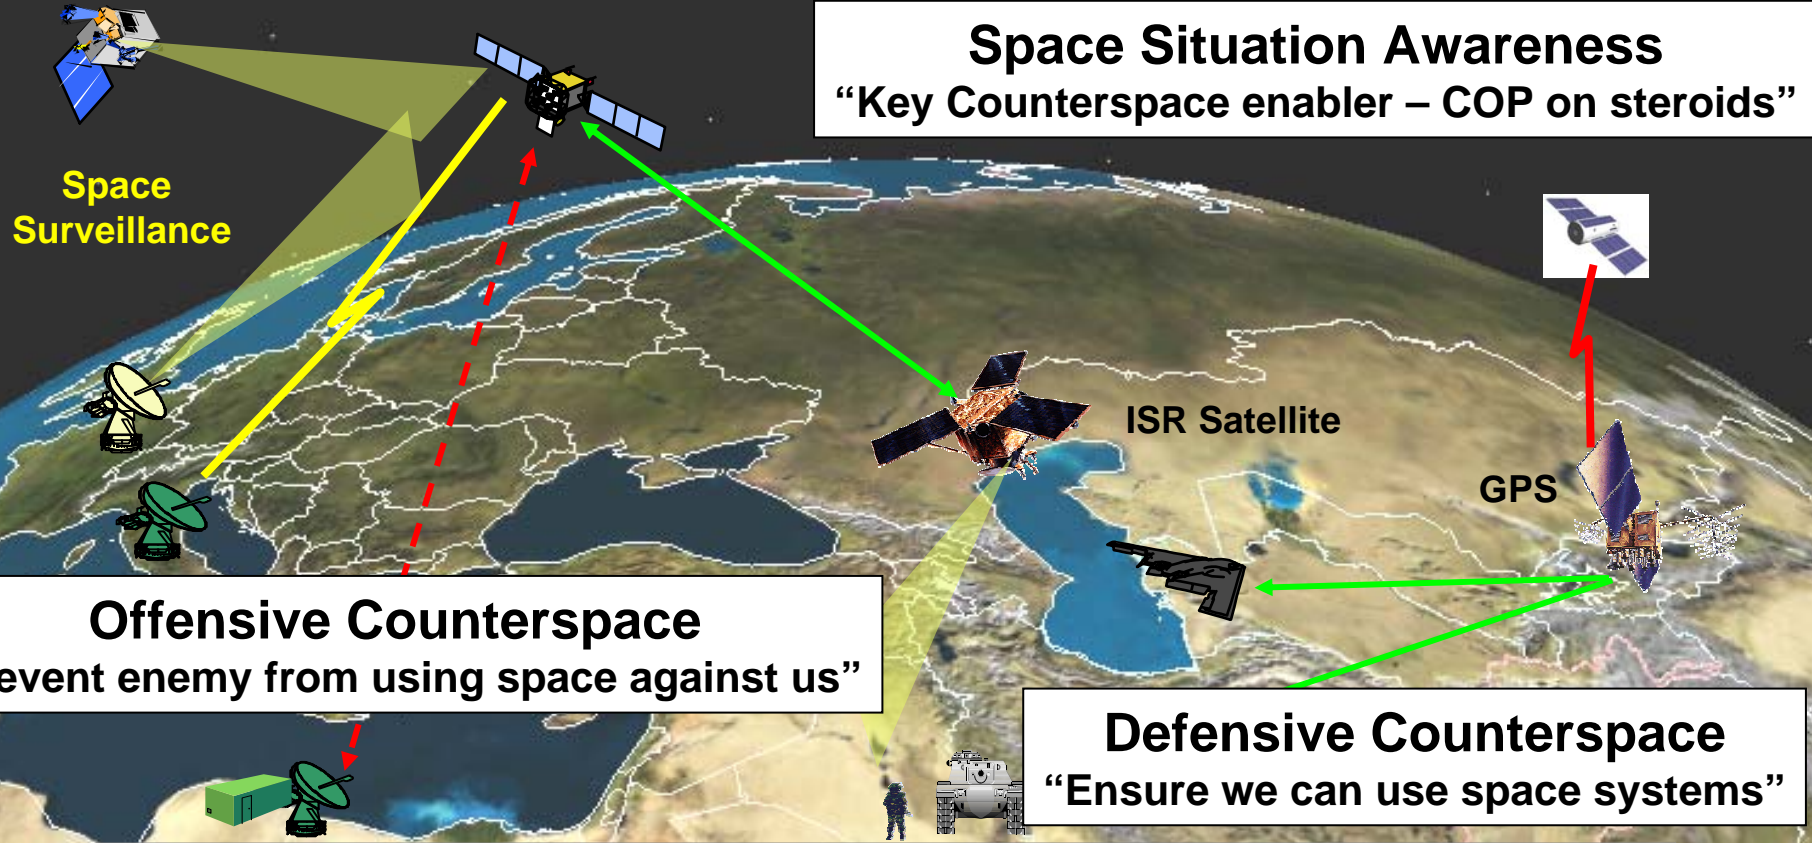 Space Situation Awareness
“Key Counterspace enabler – COP on steroids”
Space
Surveillance
ISR Satellite
GPS
Offensive Counterspace
event enemy from using space against us”
Defensive Counterspace
“Ensure we can use space systems”